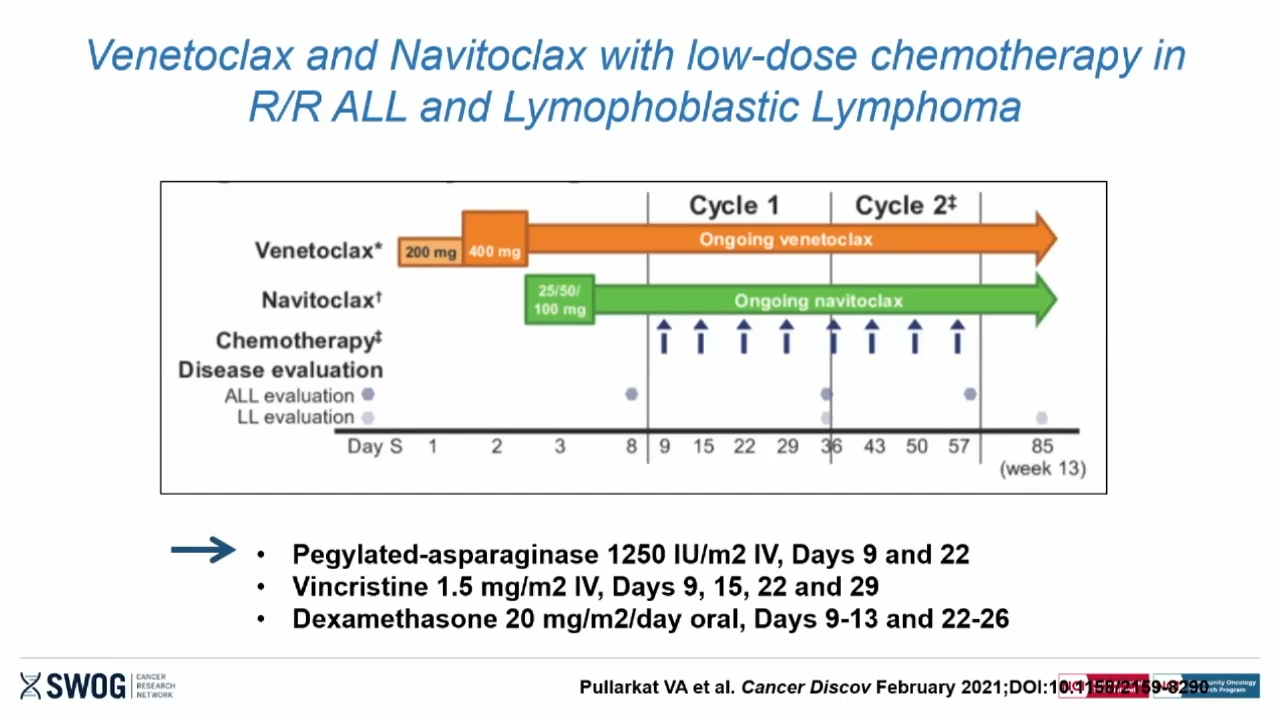 Venetoclax and Navitoclax with low-dose chemotherapy in
R/R ALL and Lymophoblastic Lymphoma
Cycle 1 Cycle 2‡
Venetoclax* 200 mg 400 mg Ongoing venetoclax
Navitoclax† 25/50/
100 mg Ongoing navitoclax
Chemotherapy‡
Disease evaluation
ALL evaluation
LL evaluation
Day S 1 2 3 8 9 15 22 29 36 43 50 57 85
(week 13)
• Pegylated-asparaginase 1250 IU/m2 IV, Days 9 and 22
• Vincristine 1.5 mg/m2 IV, Days 9, 15, 22 and 29
• Dexamethasone 20 mg/m2/day oral, Days 9-13 and 22-26
SWOG CANCER
RESEARCH
NETWORK
Pullarkat VA et al. Cancer Discov February 2021;DOI:10.1158/2159-8290